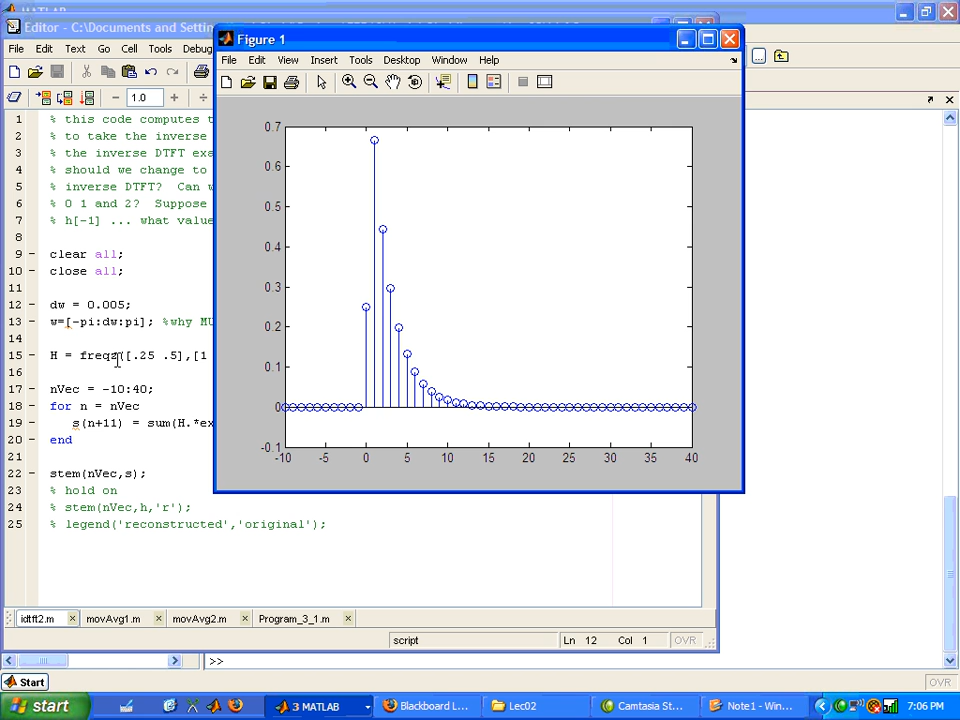 MATLAB
Editor - C:\Documents and Settin
Figure 1
File Edit Text Go Cell Tools Debug
File Edit View Insert Tools Desktop Window Help
1.0
1 % this code computes t
2 % to take the inverse
3 % the inverse DTFT exa
4 % should we change to
5 % inverse DTFT? Can w
6 % 0 1 and 2? Suppose
7 % h[-1] ... what value
8
9 - clear all;
10 - close all;
11
12 - dw = 0.005;
13 - w=[-pi:dw:pi]; %why MU
14
15 - H = freqz([.25 .5],[1
16
17 - nVec = -10:40;
18 - for n = nVec
19 - s(n+11) = sum(H.*ex
20 - end
21
22 - stem(nVec,s);
23 % hold on
24 % stem(nVec,h,'r');
25 % legend('reconstructed','original');
0.7
0.6
0.5
0.4
0.3
0.2
0.1
0
-0.1
-10 -5 0 5 10 15 20 25 30 35 40
idtft2.m movAvg1.m movAvg2.m Program_3_1.m
script Ln 12 Col 1 OVR
>>
Start OVR
start 3 MATLAB Blackboard L... Lec02 Camtasia St... Note1 - Win... 7:06 PM